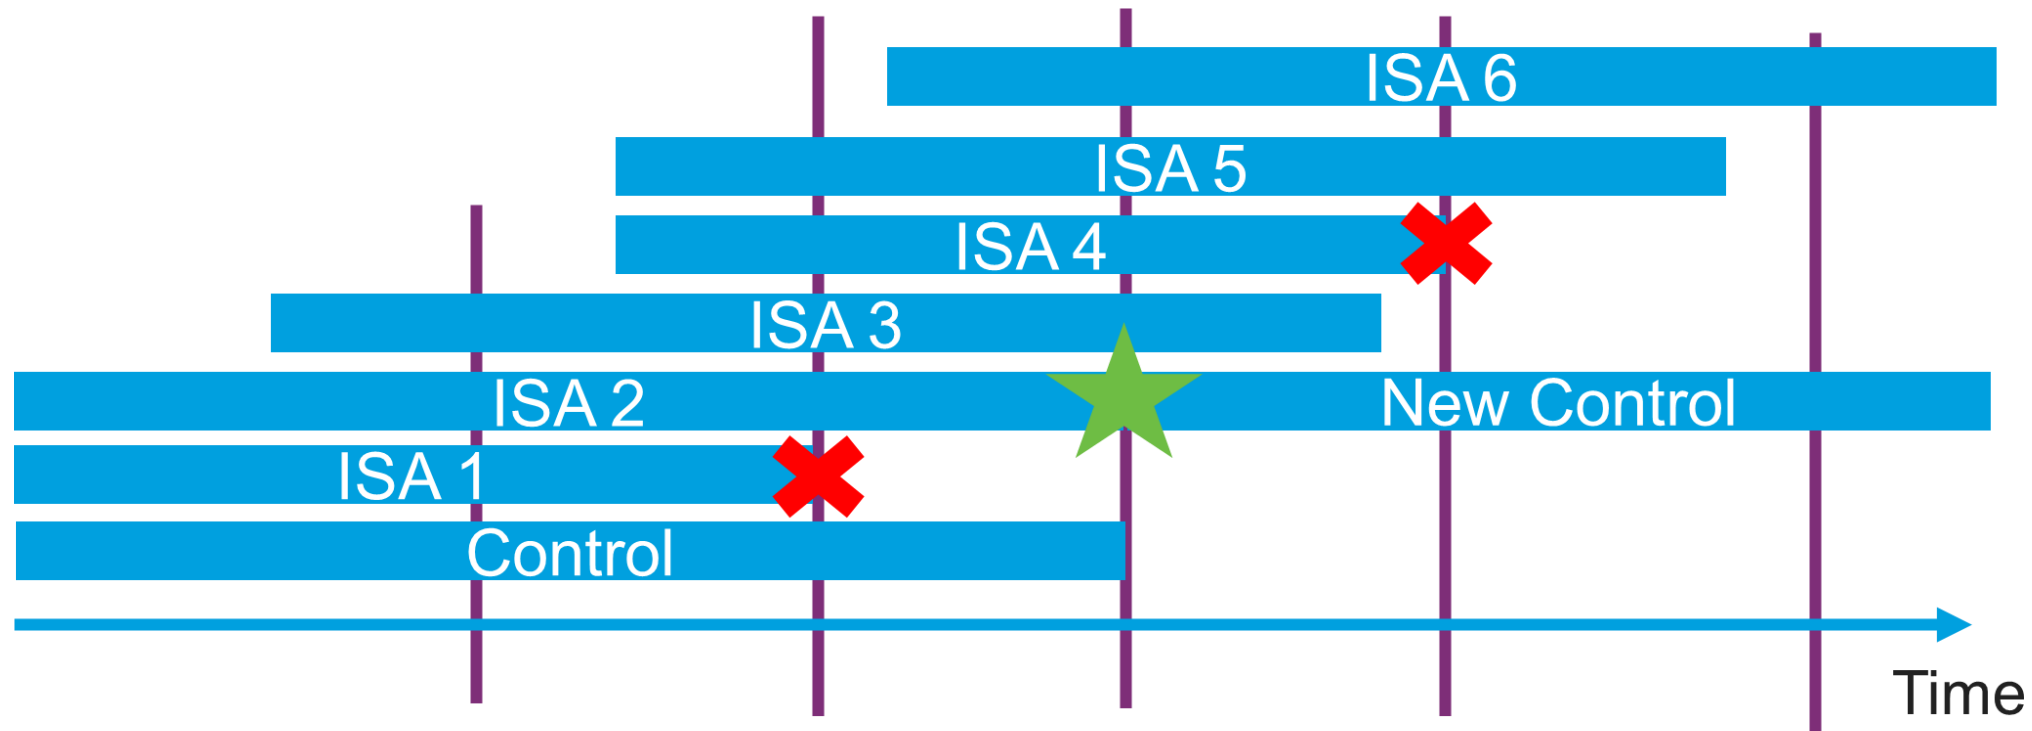 ISA 6
ISA 5
ISA 4
ISA 3
ISA 2 New Control
ISA 1
Control
Time